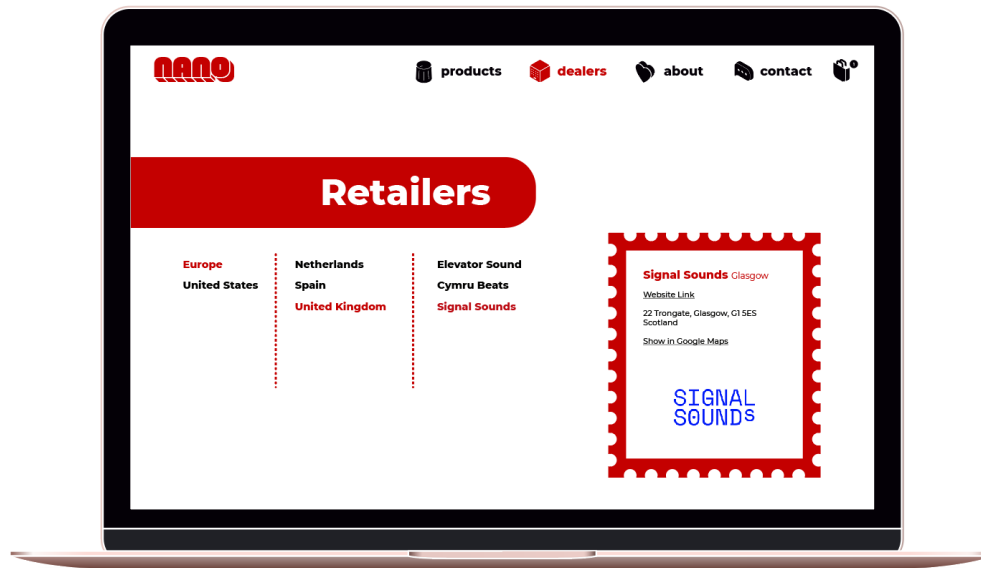 NANO
products
dealers
about
contact
Retailers
Europe
United States
Netherlands
Spain
United Kingdom
Elevator Sound
Cymru Beats
Signal Sounds
Signal Sounds Glasgow
Website Link
22 Trongate, Glasgow, G1 5ES
Scotland
Show in Google Maps
SIGNAL
SOUNDS